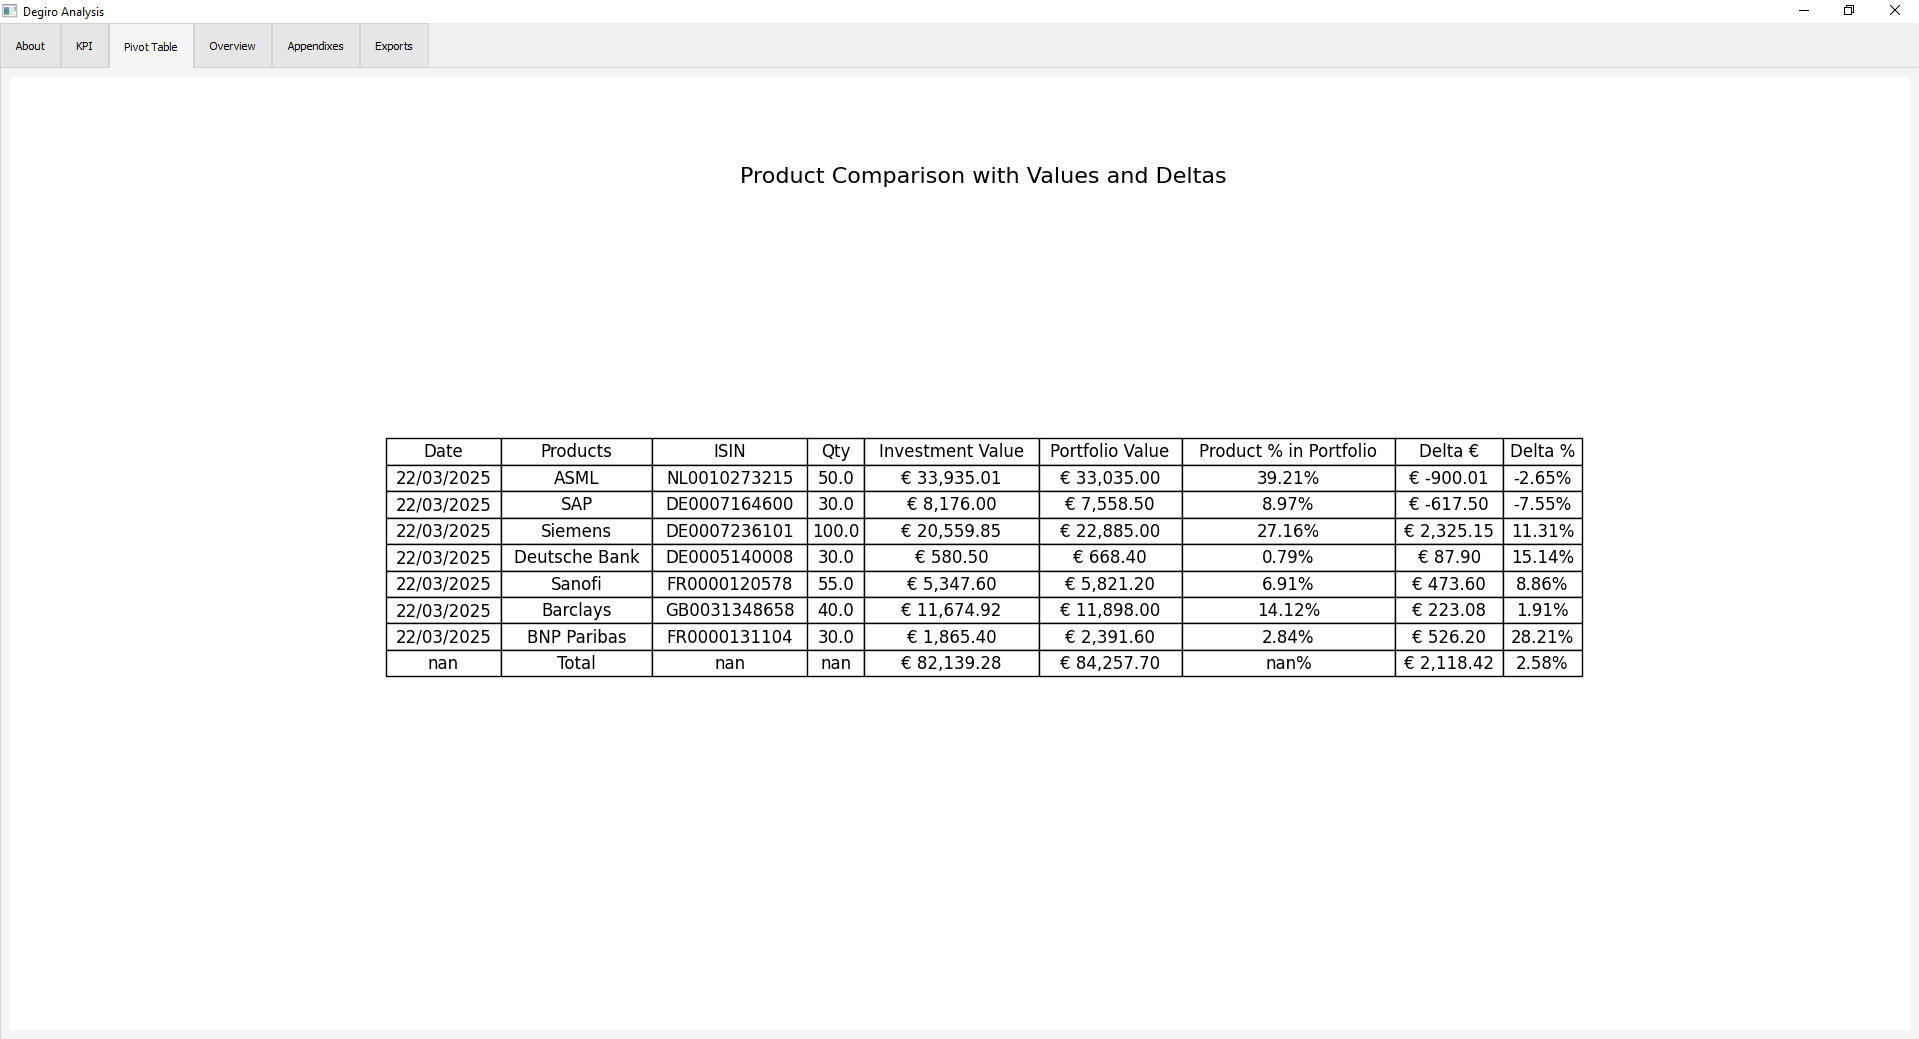 Degiro Analysis
About KPI Pivot Table Overview Appendixes Exports
Product Comparison with Values and Deltas
Date Products ISIN Qty Investment Value Portfolio Value Product % in Portfolio Delta € Delta %
22/03/2025 ASML NL0010273215 50.0 € 33,935.01 € 33,035.00 39.21% € -900.01 -2.65%
22/03/2025 SAP DE0007164600 30.0 € 8,176.00 € 7,558.50 8.97% € -617.50 -7.55%
22/03/2025 Siemens DE0007236101 100.0 € 20,559.85 € 22,885.00 27.16% € 2,325.15 11.31%
22/03/2025 Deutsche Bank DE0005140008 30.0 € 580.50 € 668.40 0.79% € 87.90 15.14%
22/03/2025 Sanofi FR0000120578 55.0 € 5,347.60 € 5,821.20 6.91% € 473.60 8.86%
22/03/2025 Barclays GB0031348658 40.0 € 11,674.92 € 11,898.00 14.12% € 223.08 1.91%
22/03/2025 BNP Paribas FR0000131104 30.0 € 1,865.40 € 2,391.60 2.84% € 526.20 28.21%
nan Total nan nan € 82,139.28 € 84,257.70 nan% € 2,118.42 2.58%